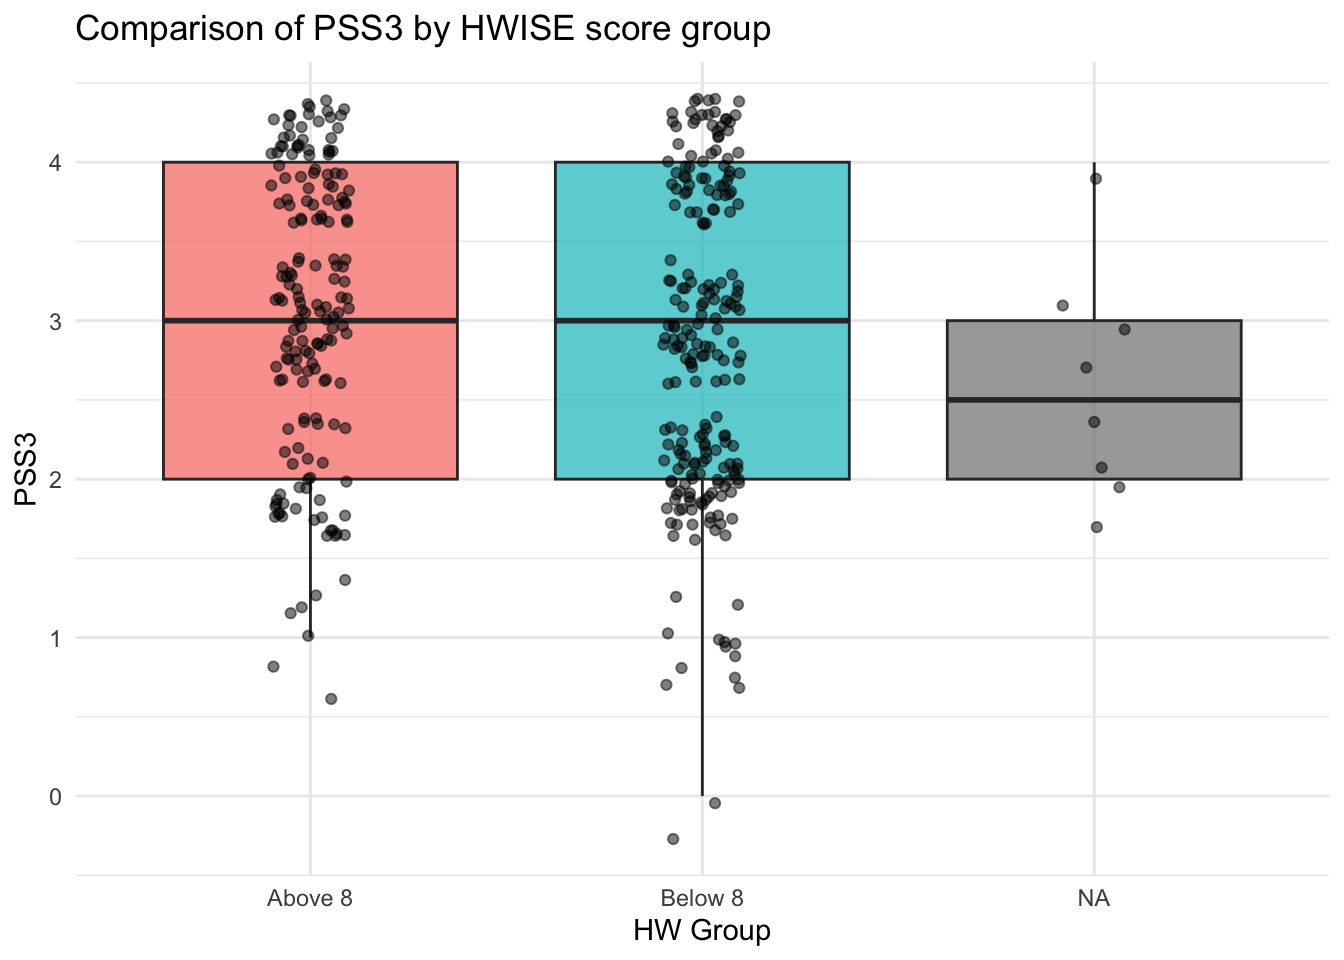 Comparison of PSS3 by HWISE score group
PSS3
4
3
2
1
0
Above 8
Below 8
NA
HW Group